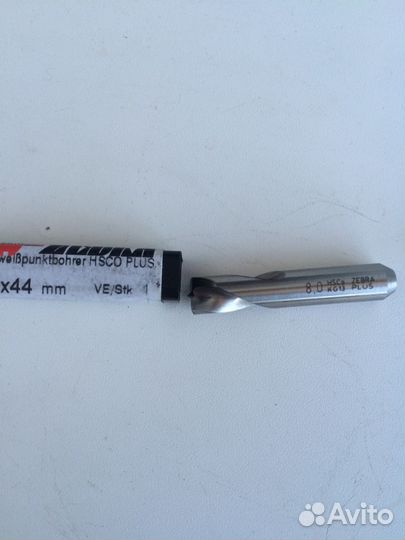 weißpunktbohrer HSCO PLUS.
x44 mm VE/Stk 1
8,0 HSCo ZEBRA
PLUS
Avito